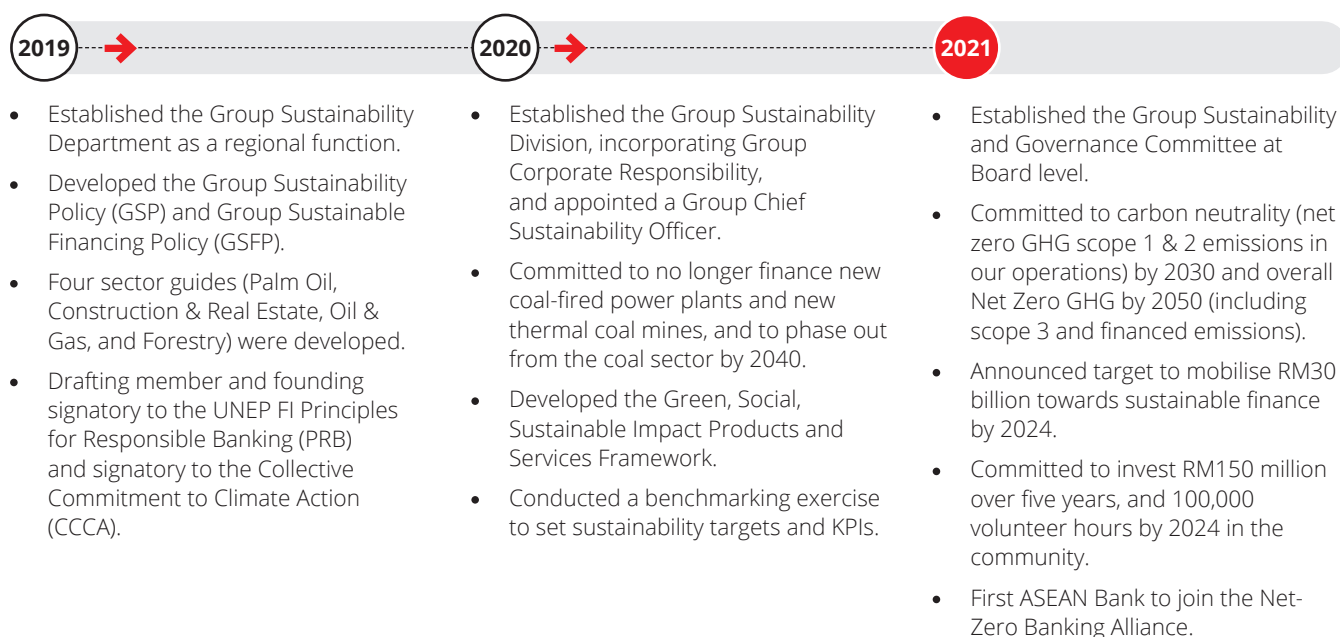 2019
2020
2021
• Established the Group Sustainability
Department as a regional function.
• Developed the Group Sustainability
Policy (GSP) and Group Sustainable
Financing Policy (GSFP).
• Four sector guides (Palm Oil,
Construction & Real Estate, Oil &
Gas, and Forestry) were developed.
• Drafting member and founding
signatory to the UNEP FI Principles
for Responsible Banking (PRB)
and signatory to the Collective
Commitment to Climate Action
(CCCA).
• Established the Group Sustainability
Division, incorporating Group
Corporate Responsibility,
and appointed a Group Chief
Sustainability Officer.
• Committed to no longer finance new
coal-fired power plants and new
thermal coal mines, and to phase out
from the coal sector by 2040.
• Developed the Green, Social,
Sustainable Impact Products and
Services Framework.
• Conducted a benchmarking exercise
to set sustainability targets and KPIs.
• Established the Group Sustainability
and Governance Committee at
Board level.
• Committed to carbon neutrality (net
zero GHG scope 1 & 2 emissions in
our operations) by 2030 and overall
Net Zero GHG by 2050 (including
scope 3 and financed emissions).
• Announced target to mobilise RM30
billion towards sustainable finance
by 2024.
• Committed to invest RM150 million
over five years, and 100,000
volunteer hours by 2024 in the
community.
• First ASEAN Bank to join the Net-
Zero Banking Alliance.